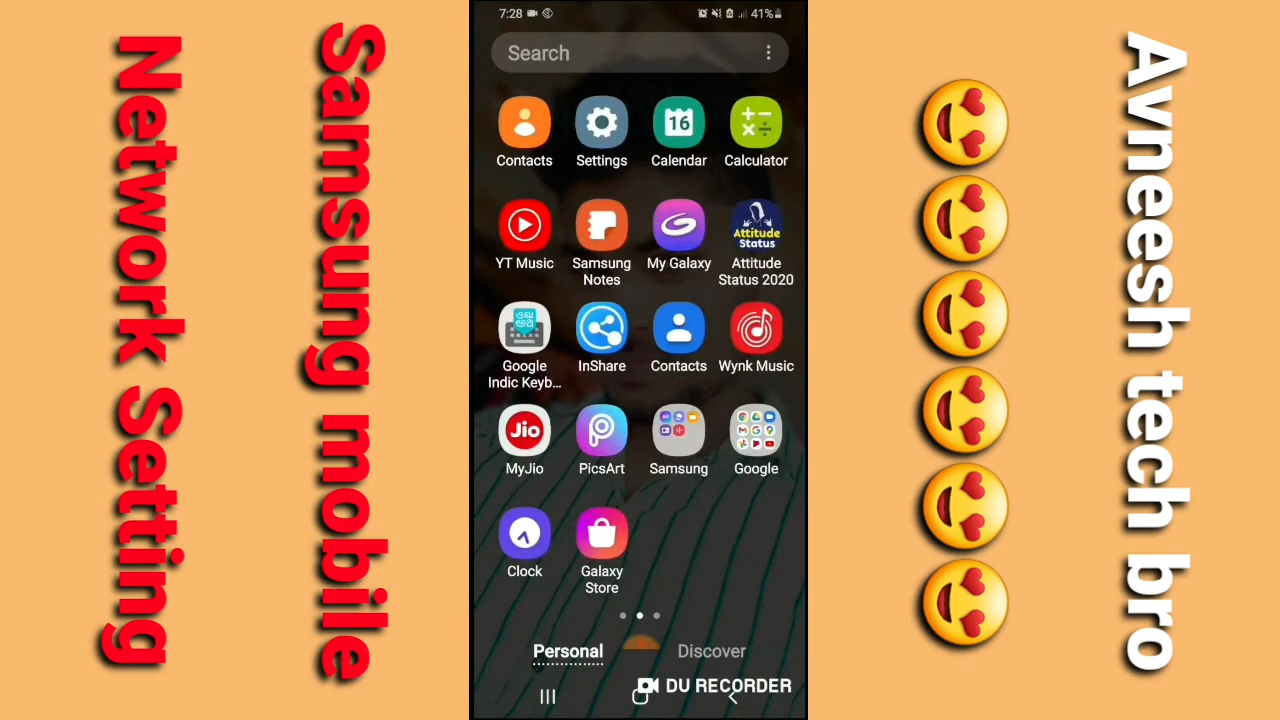 Network Setting
Samsung mobile
7:28
41%
Search
Contacts
16
Settings
Calendar
Calculator
Attitude
Status
YT Music
Samsung
Notes
My Galaxy
Attitude
Status 2020
Google
Indic Keyb...
InShare
Contacts
Wynk Music
Jio
MyJio
PicsArt
Samsung
Google
Clock
Galaxy
Store
Personal
Discover
DU RECORDER
Avneesh tech bro